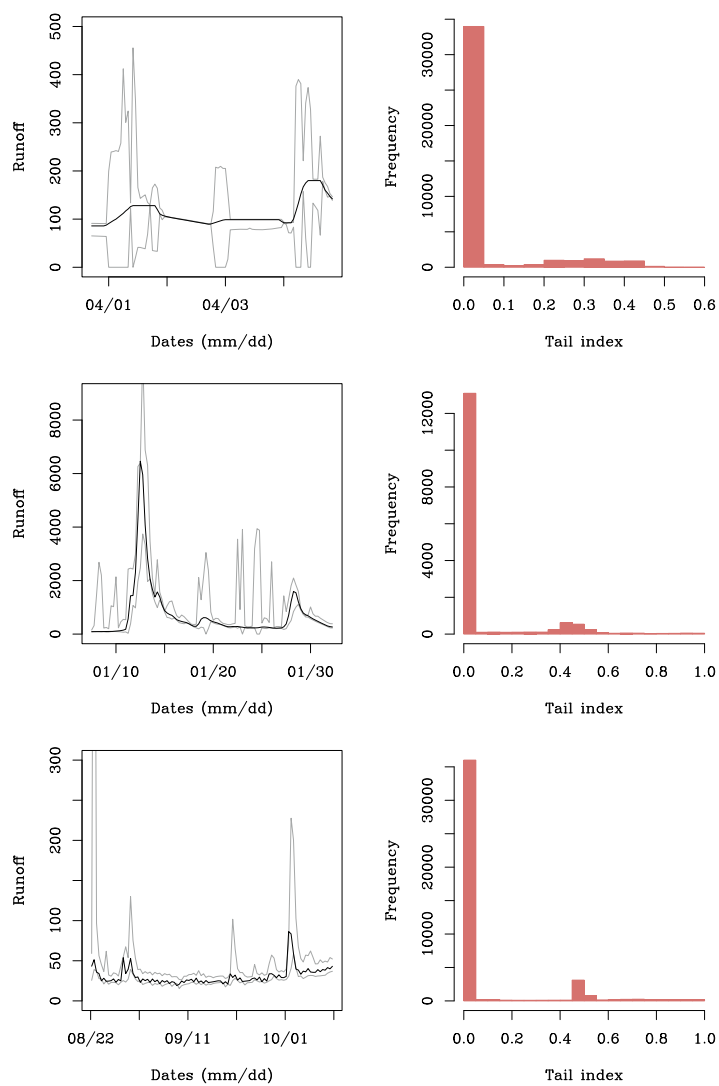 500
400
300
200
100
0
Runoff
04/01 04/03
Dates (mm/dd)
30000
20000
10000
0
Frequency
0.0 0.1 0.2 0.3 0.4 0.5 0.6
Tail index
8000
6000
4000
2000
0
Runoff
01/10 01/20 01/30
Dates (mm/dd)
12000
8000
4000
0
Frequency
0.0 0.2 0.4 0.6 0.8 1.0
Tail index
300
200
100
50
0
Runoff
08/22 09/11 10/01
Dates (mm/dd)
30000
20000
10000
0
Frequency
0.0 0.2 0.4 0.6 0.8 1.0
Tail index